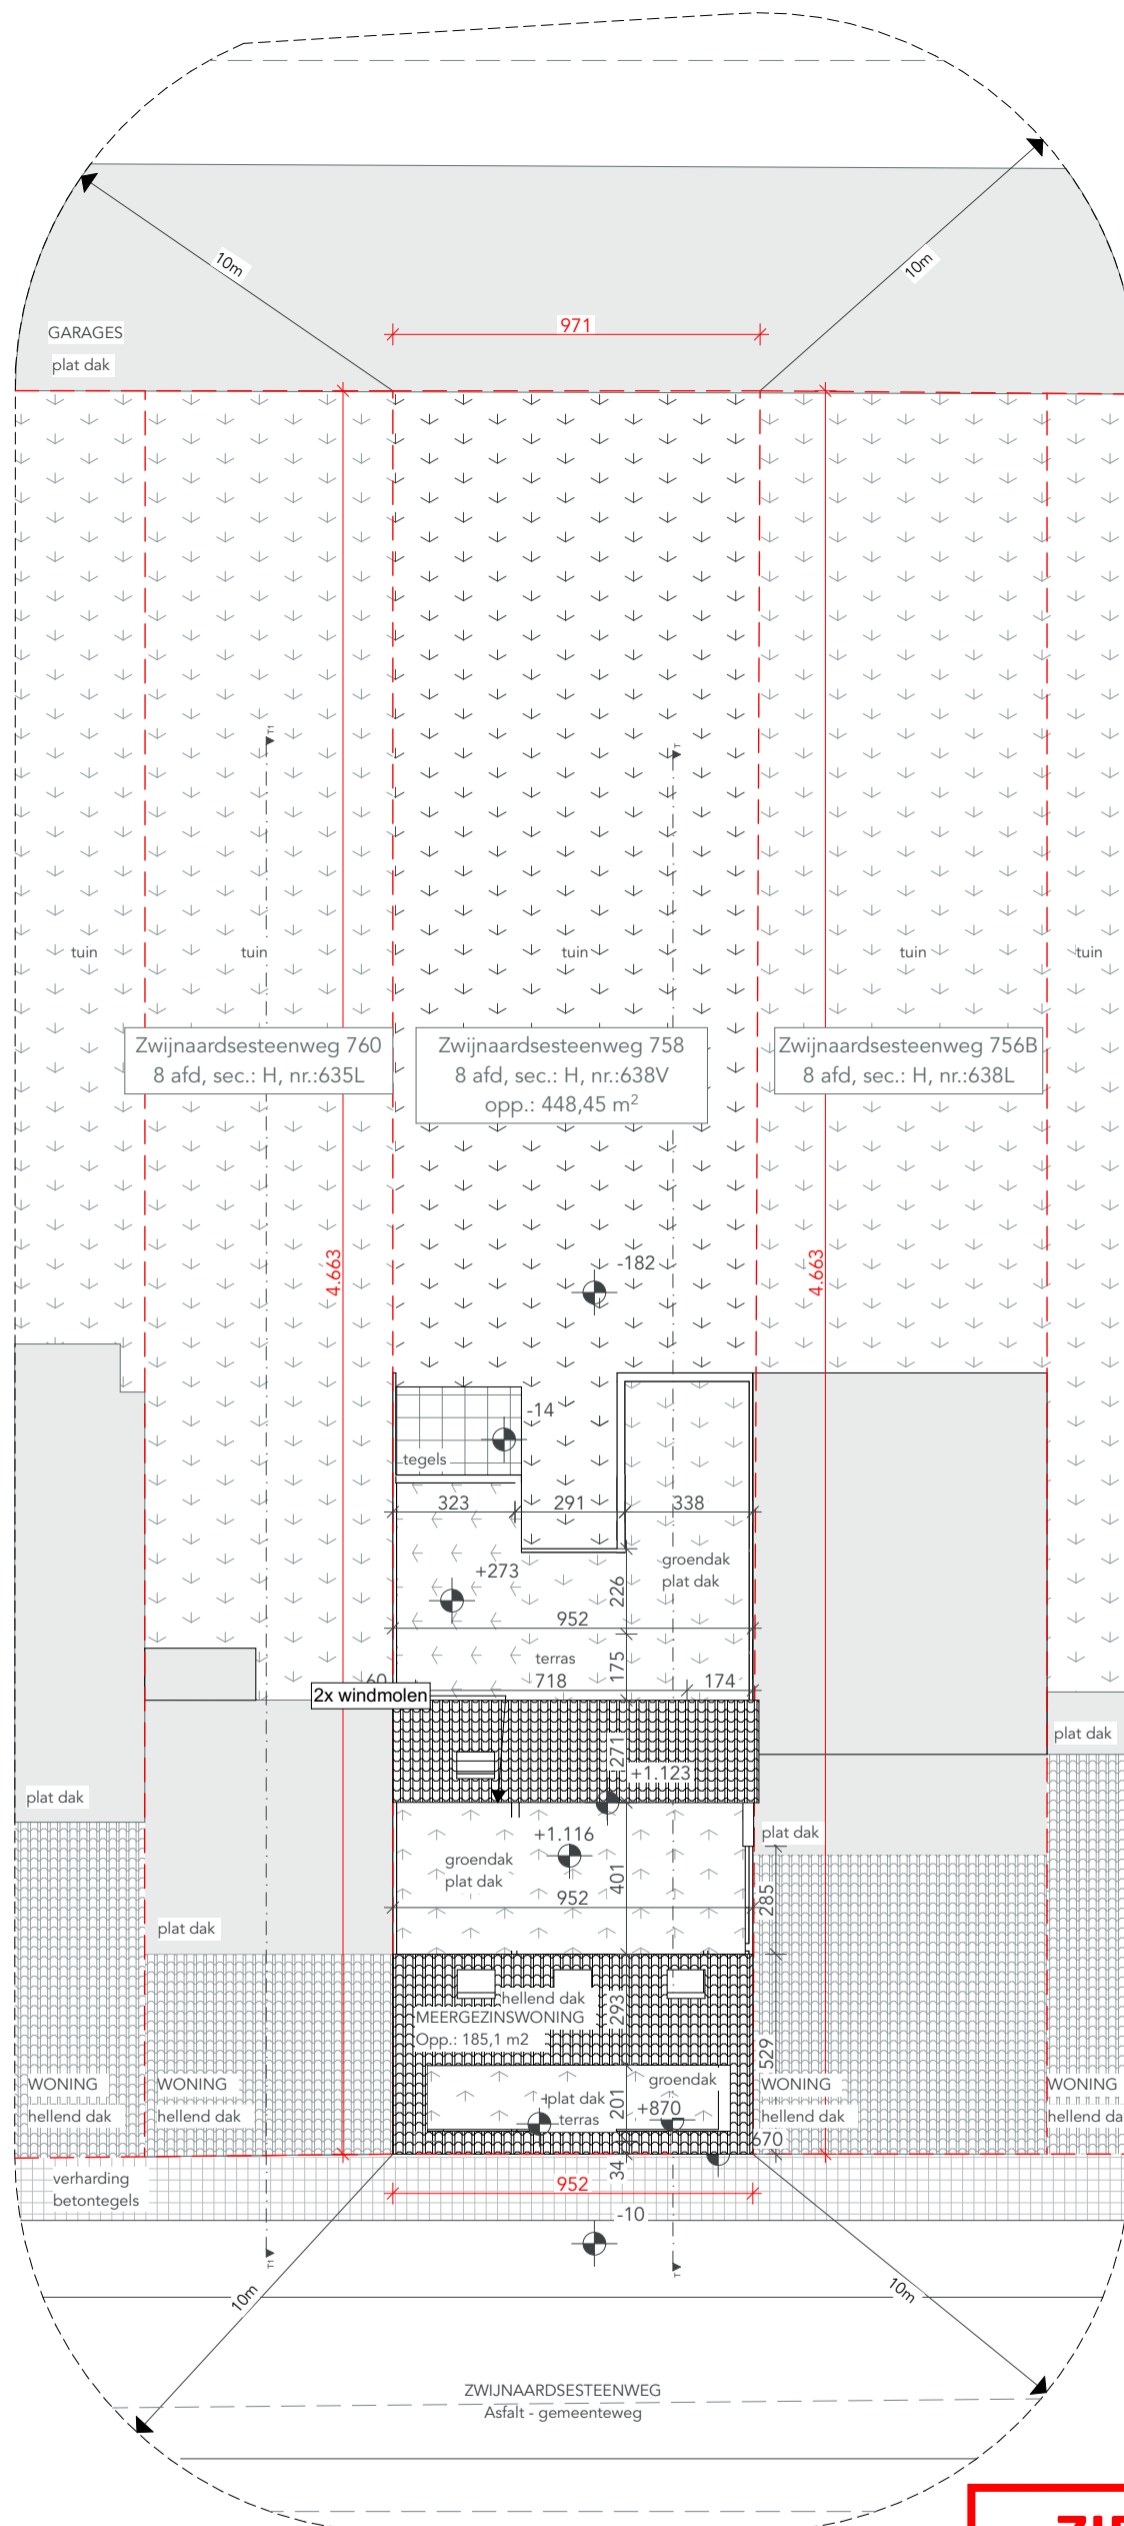 10m
10m
GARAGES
plat dak
971
T1
T
tuin
tuin
tuin
tuin
tuin
Zwijnaardsesteenweg 760
8 afd, sec.: H, nr.:635L
Zwijnaardsesteenweg 758
8 afd, sec.: H, nr.:638V
opp.: 448,45 m²
Zwijnaardsesteenweg 756B
8 afd, sec.: H, nr.:638L
4.663
4.663
-182
-14
tegels
323
291
338
groendak
plat dak
+273
226
952
terras
175
60
718
174
2x windmolen
plat dak
271
+1.123
plat dak
+1.116
plat dak
groendak
plat dak
401
952
285
plat dak
hellend dak
MEERGEZINSWONING
Opp.: 185,1 m2
293
529
groendak
plat dak
terras
201
+870
WONING
hellend dak
WONING
hellend dak
WONING
hellend dak
WONING
hellend da
670
34
verharding
betontegels
952
-10
T1
T
10m
10m
ZWIJNAARDSESTEENWEG
Asfalt - gemeenteweg